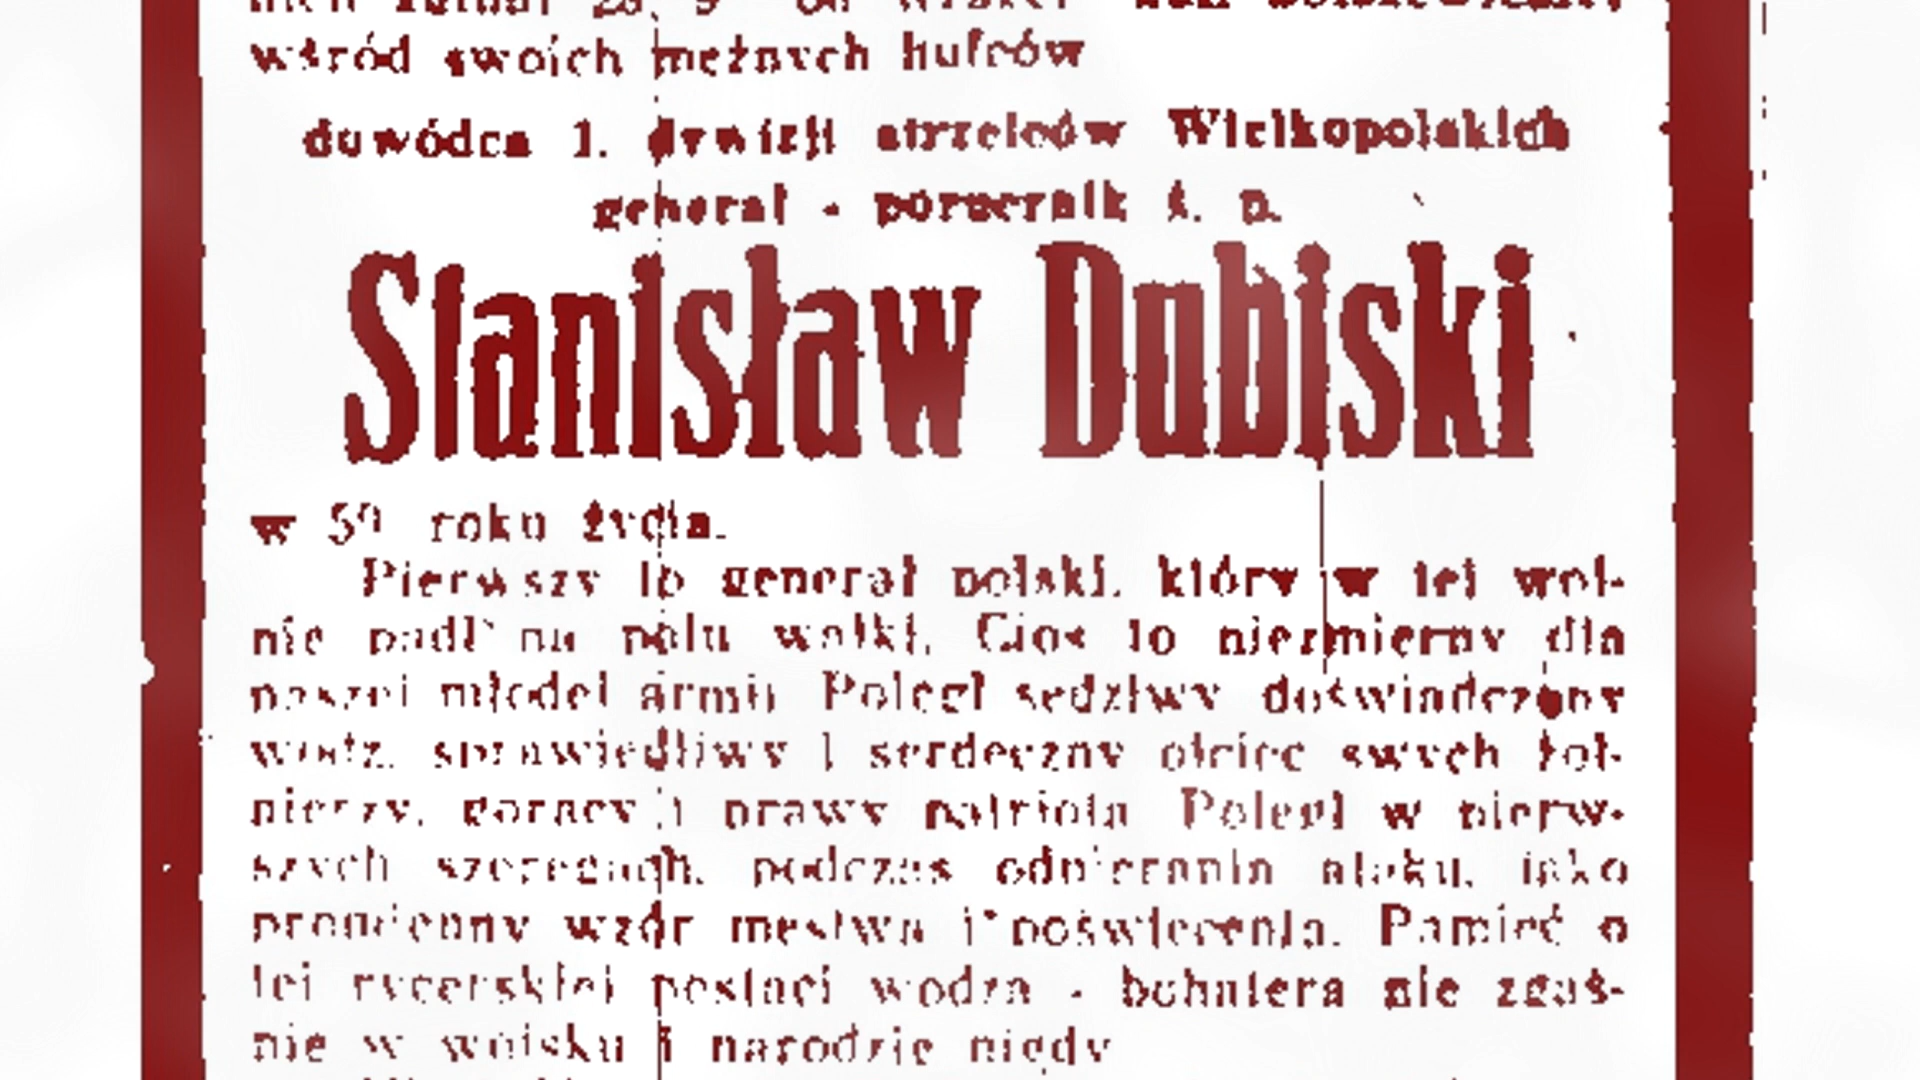 wśród swoich mężnych hufców
dowódca 1. dywizji strzelców Wielkopolskich
generał - porucznik ś. p.
Stanisław Dubiski
w 59 roku życia.
Pierwszy to generał polski, który w tej woj-
nie padł na polu walki. Cios to niezmierny dla
naszej młodej armji Poległ sędziwy doświadczony
wódz, sprawiedliwy i serdeczny ojciec swych żoł-
nierzy, gorący i prawy patriota Poległ w pierw-
szych szeregach, podczas odpierania ataku, jako
promienny wzór męstwa i poświęcenia. Pamięć o
tej rycerskiej postaci wodza - bohatera nie zgaś-
nie w wojsku i narodzie nigdy